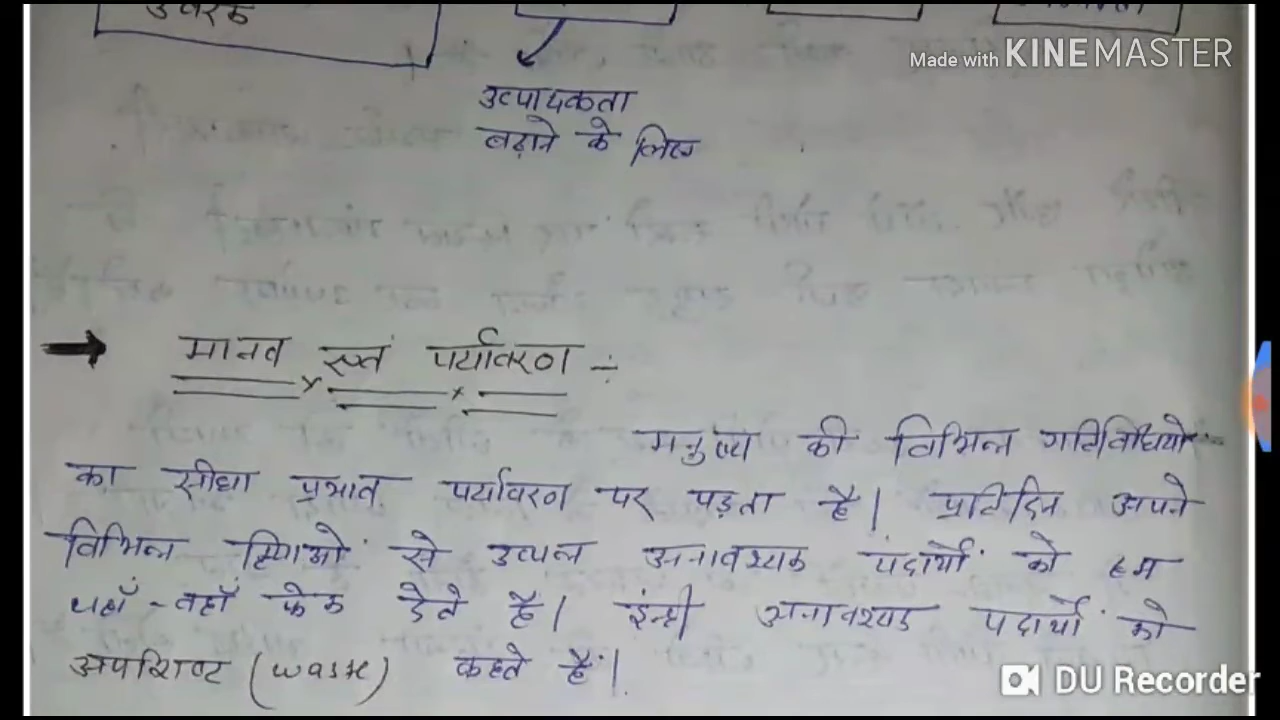 उर्वरक
Made with KINEMASTER
उत्पादकता
बढ़ाने के लिए
→ मानव एवं पर्यावरण ÷
मनुष्य की विभिन्न गतिविधियों
का सीधा प्रभाव पर्यावरण पर पड़ता है। प्रतिदिन अपने
विभिन्न क्रियाओं से उत्पन्न अनावश्यक पदार्थों को हम
यहाँ-वहाँ फेक देते है। इन्ही अनावश्यक पदार्थों को
अपशिष्ट (waste) कहते हैं।
DU Recorder